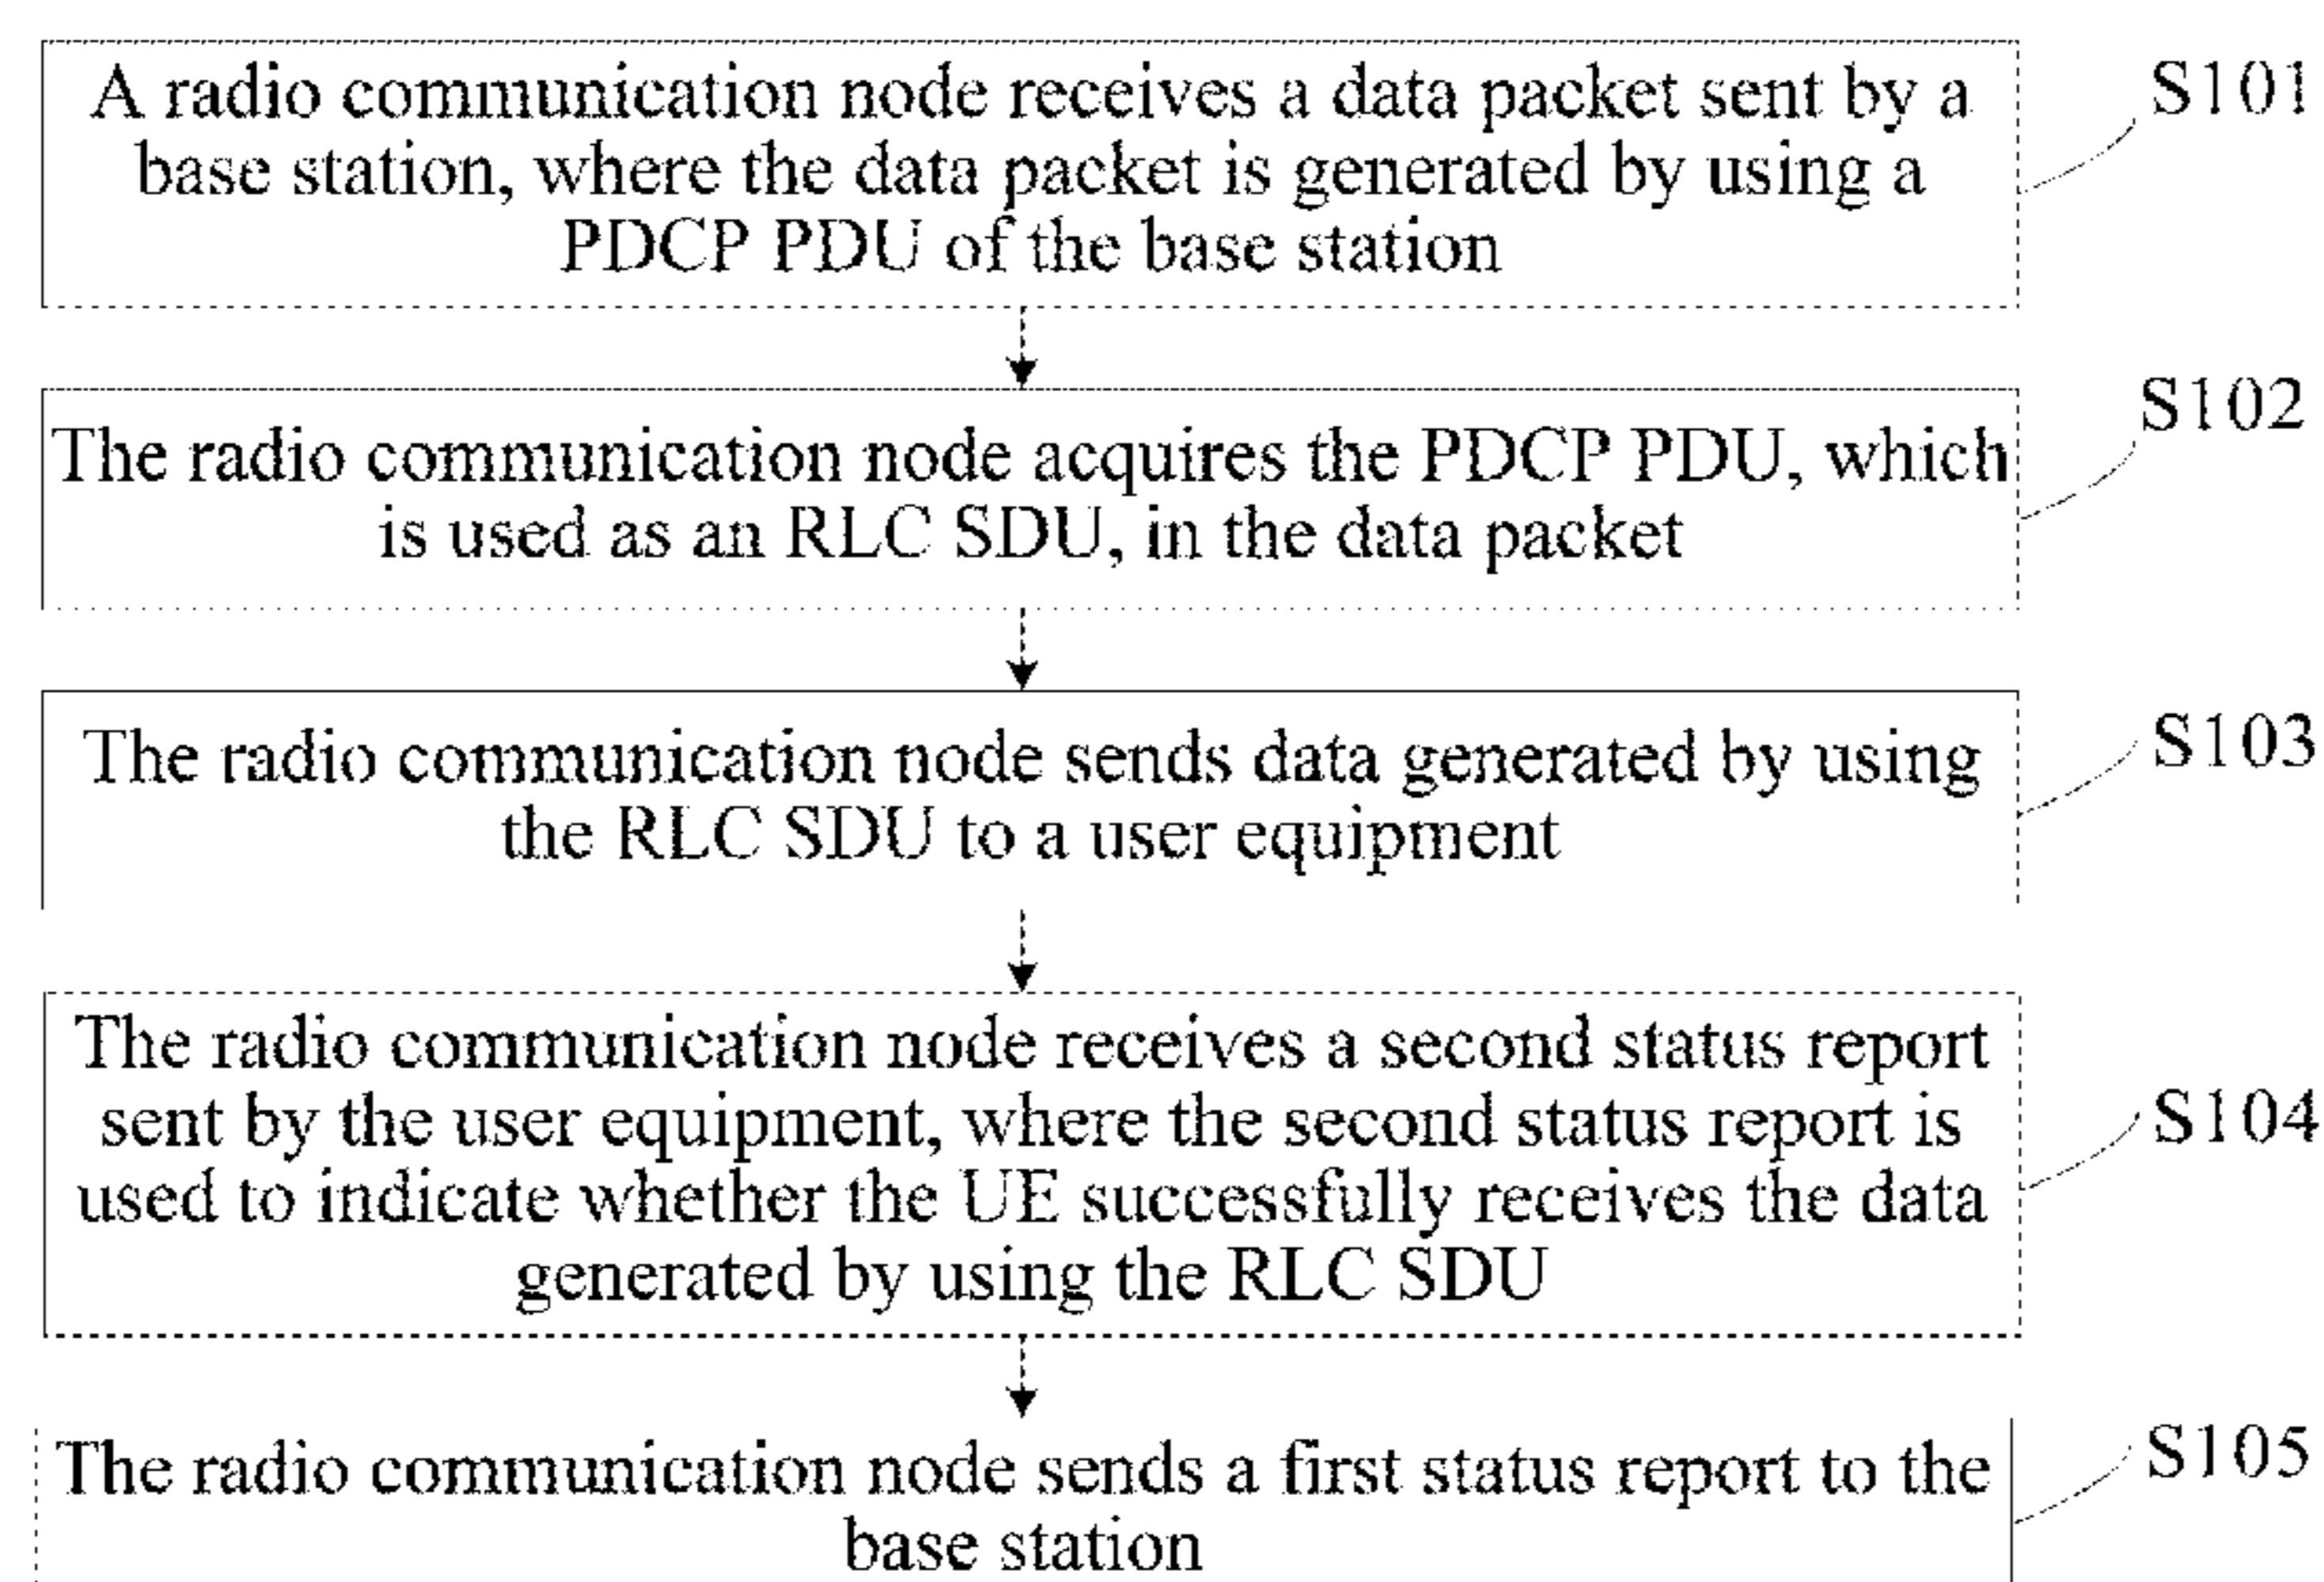 A radio communication node receives a data packet sent by a
base station, where the data packet is generated by using a
PDCP PDU of the base station
S101
The radio communication node acquires the PDCP PDU, which
is used as an RLC SDU, in the data packet
S102
The radio communication node sends data generated by using
the RLC SDU to a user equipment
S103
The radio communication node receives a second status report
sent by the user equipment, where the second status report is
used to indicate whether the UE successfully receives the data
generated by using the RLC SDU
S104
The radio communication node sends a first status report to the
base station
S105